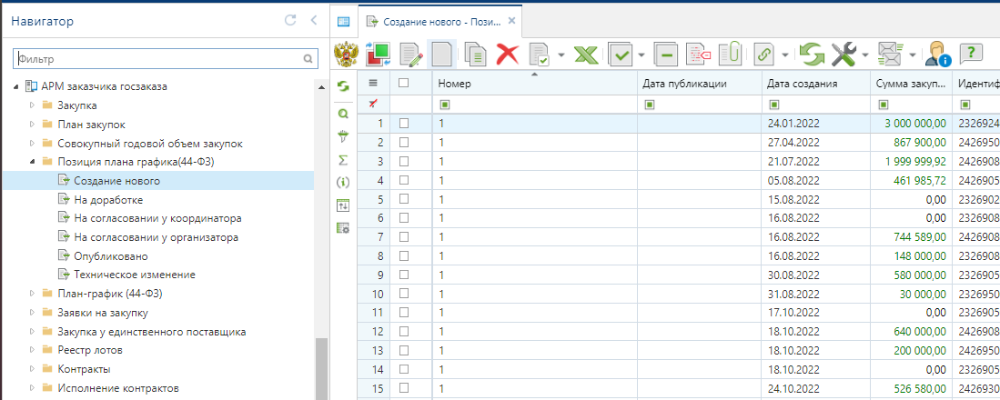 Навигатор
Фильтр
АРМ заказчика госзаказа
Закупка
План закупок
Совокупный годовой объем закупок
Позиция плана графика(44-ФЗ)
Создание нового
На доработке
На согласовании у координатора
На согласовании у организатора
Опубликовано
Техническое изменение
План-график (44-ФЗ)
Заявки на закупку
Закупка у единственного поставщика
Реестр лотов
Контракты
Исполнение контрактов
Создание нового - Пози...
Номер Дата публикации Дата создания Сумма закуп... Идентиф
1 1 24.01.2022 3 000 000,00 2326924
2 1 27.04.2022 867 900,00 2426950
3 1 21.07.2022 1 999 999,92 2426908
4 1 05.08.2022 461 985,72 2426950
5 1 15.08.2022 0,00 2326902
6 1 16.08.2022 0,00 2326908
7 1 16.08.2022 744 589,00 2426908
8 1 16.08.2022 148 000,00 2426908
9 1 30.08.2022 580 000,00 2326905
10 1 31.08.2022 30 000,00 2326950
11 1 17.10.2022 0,00 2326905
12 1 18.10.2022 640 000,00 2426908
13 1 18.10.2022 200 000,00 2426950
14 1 18.10.2022 0,00 2326905
15 1 24.10.2022 526 580,00 2426930